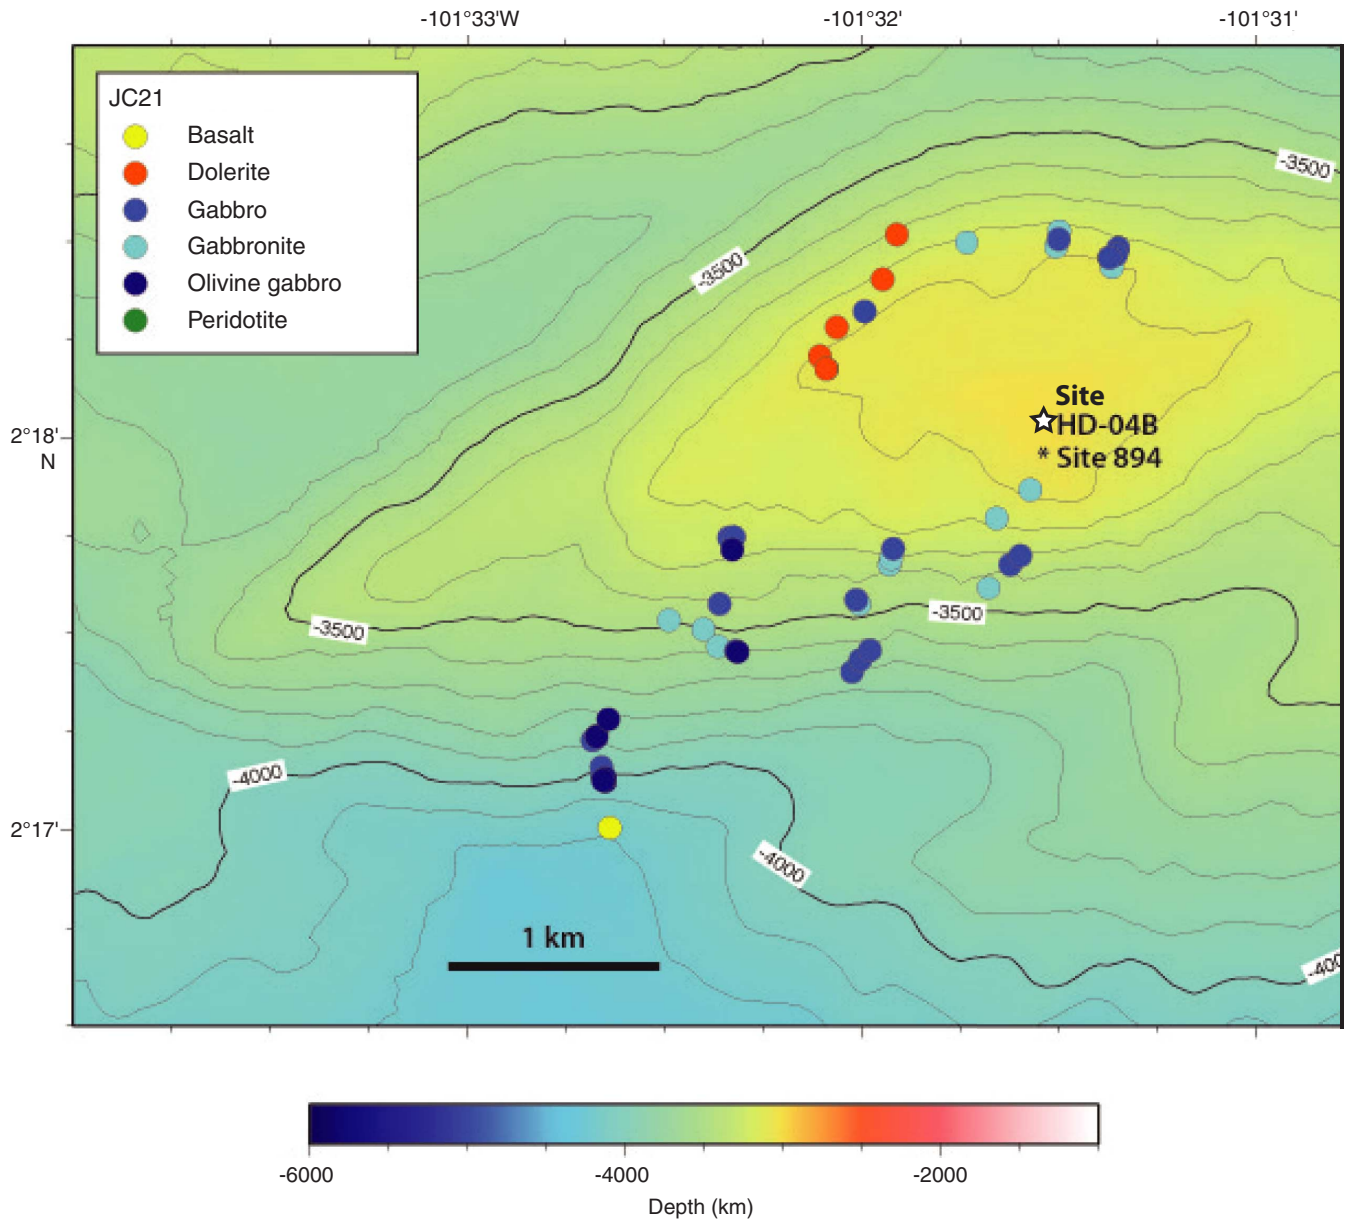 -101°33'W
-101°32'
-101°31'
JC21
Basalt
Dolerite
Gabbro
Gabbronite
Olivine gabbro
Peridotite
-3500
-3500
Site
HD-04B
* Site 894
2°18'
N
-3500
-3500
-4000
2°17'
-4000
1 km
-400
-6000
-4000
-2000
Depth (km)